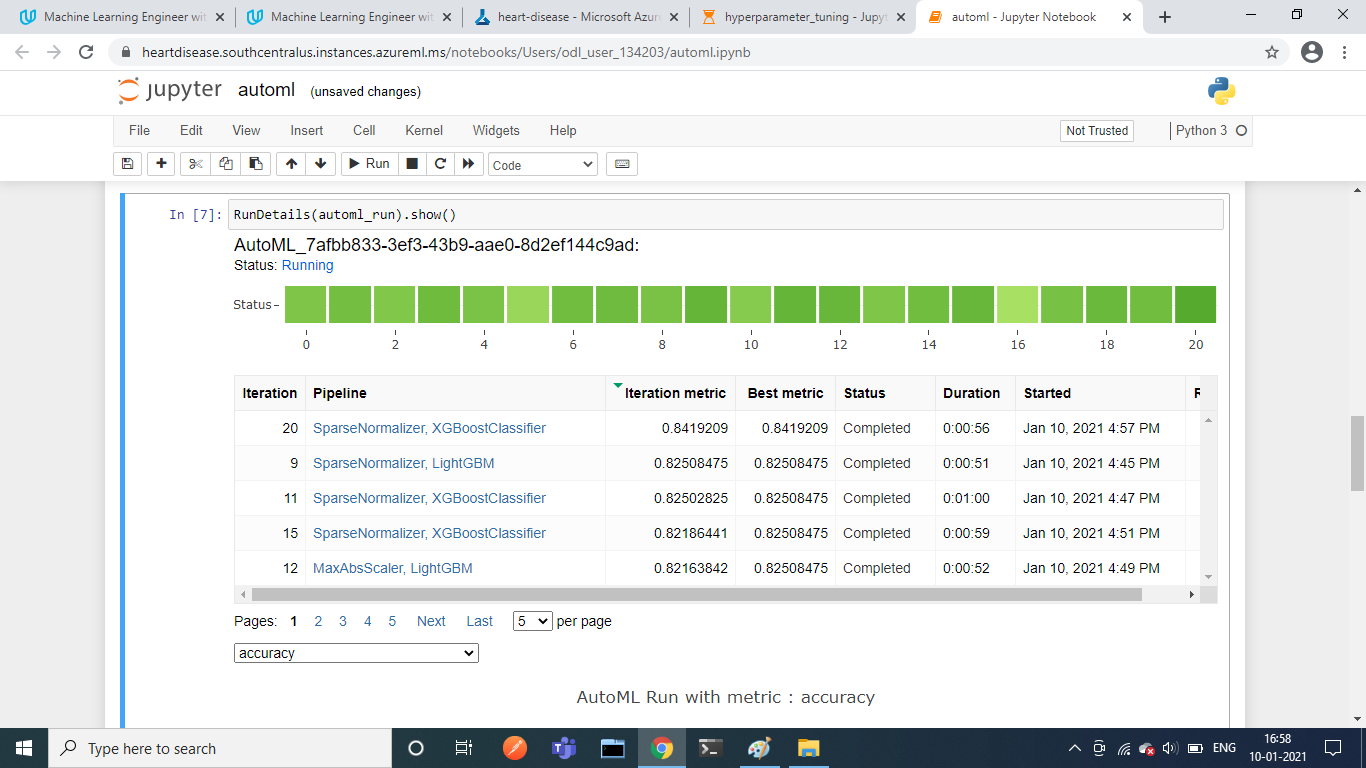 Machine Learning Engineer wit
Machine Learning Engineer wit
heart-disease - Microsoft Azur
hyperparameter_tuning - Jupyt
automl - Jupyter Notebook
heartdisease.southcentralus.instances.azureml.ms/notebooks/Users/odl_user_134203/automl.ipynb
jupyter automl (unsaved changes)
File Edit View Insert Cell Kernel Widgets Help Not Trusted Python 3
Run Code
In [7]: RunDetails(automl_run).show()
AutoML_7afbb833-3ef3-43b9-aae0-8d2ef144c9ad:
Status: Running
Status
0 2 4 6 8 10 12 14 16 18 20
Iteration Pipeline Iteration metric Best metric Status Duration Started R
20 SparseNormalizer, XGBoostClassifier 0.8419209 0.8419209 Completed 0:00:56 Jan 10, 2021 4:57 PM
9 SparseNormalizer, LightGBM 0.82508475 0.82508475 Completed 0:00:51 Jan 10, 2021 4:45 PM
11 SparseNormalizer, XGBoostClassifier 0.82502825 0.82508475 Completed 0:01:00 Jan 10, 2021 4:47 PM
15 SparseNormalizer, XGBoostClassifier 0.82186441 0.82508475 Completed 0:00:59 Jan 10, 2021 4:51 PM
12 MaxAbsScaler, LightGBM 0.82163842 0.82508475 Completed 0:00:52 Jan 10, 2021 4:49 PM
Pages: 1 2 3 4 5 Next Last 5 per page
accuracy
AutoML Run with metric : accuracy
Type here to search
ENG
16:58
10-01-2021